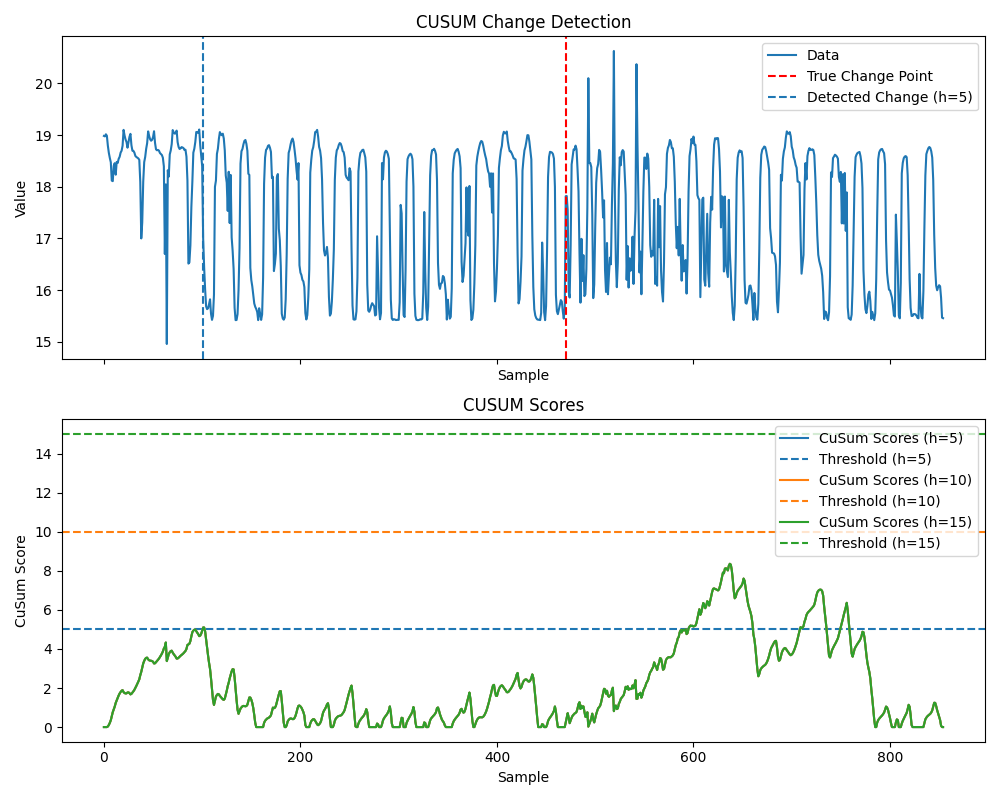 CUSUM Change Detection
Data
True Change Point
Detected Change (h=5)
Value
20
19
18
17
16
15
Sample
CUSUM Scores
CuSum Scores (h=5)
Threshold (h=5)
CuSum Scores (h=10)
Threshold (h=10)
CuSum Scores (h=15)
Threshold (h=15)
CuSum Score
14
12
10
8
6
4
2
0
0 200 400 600 800
Sample